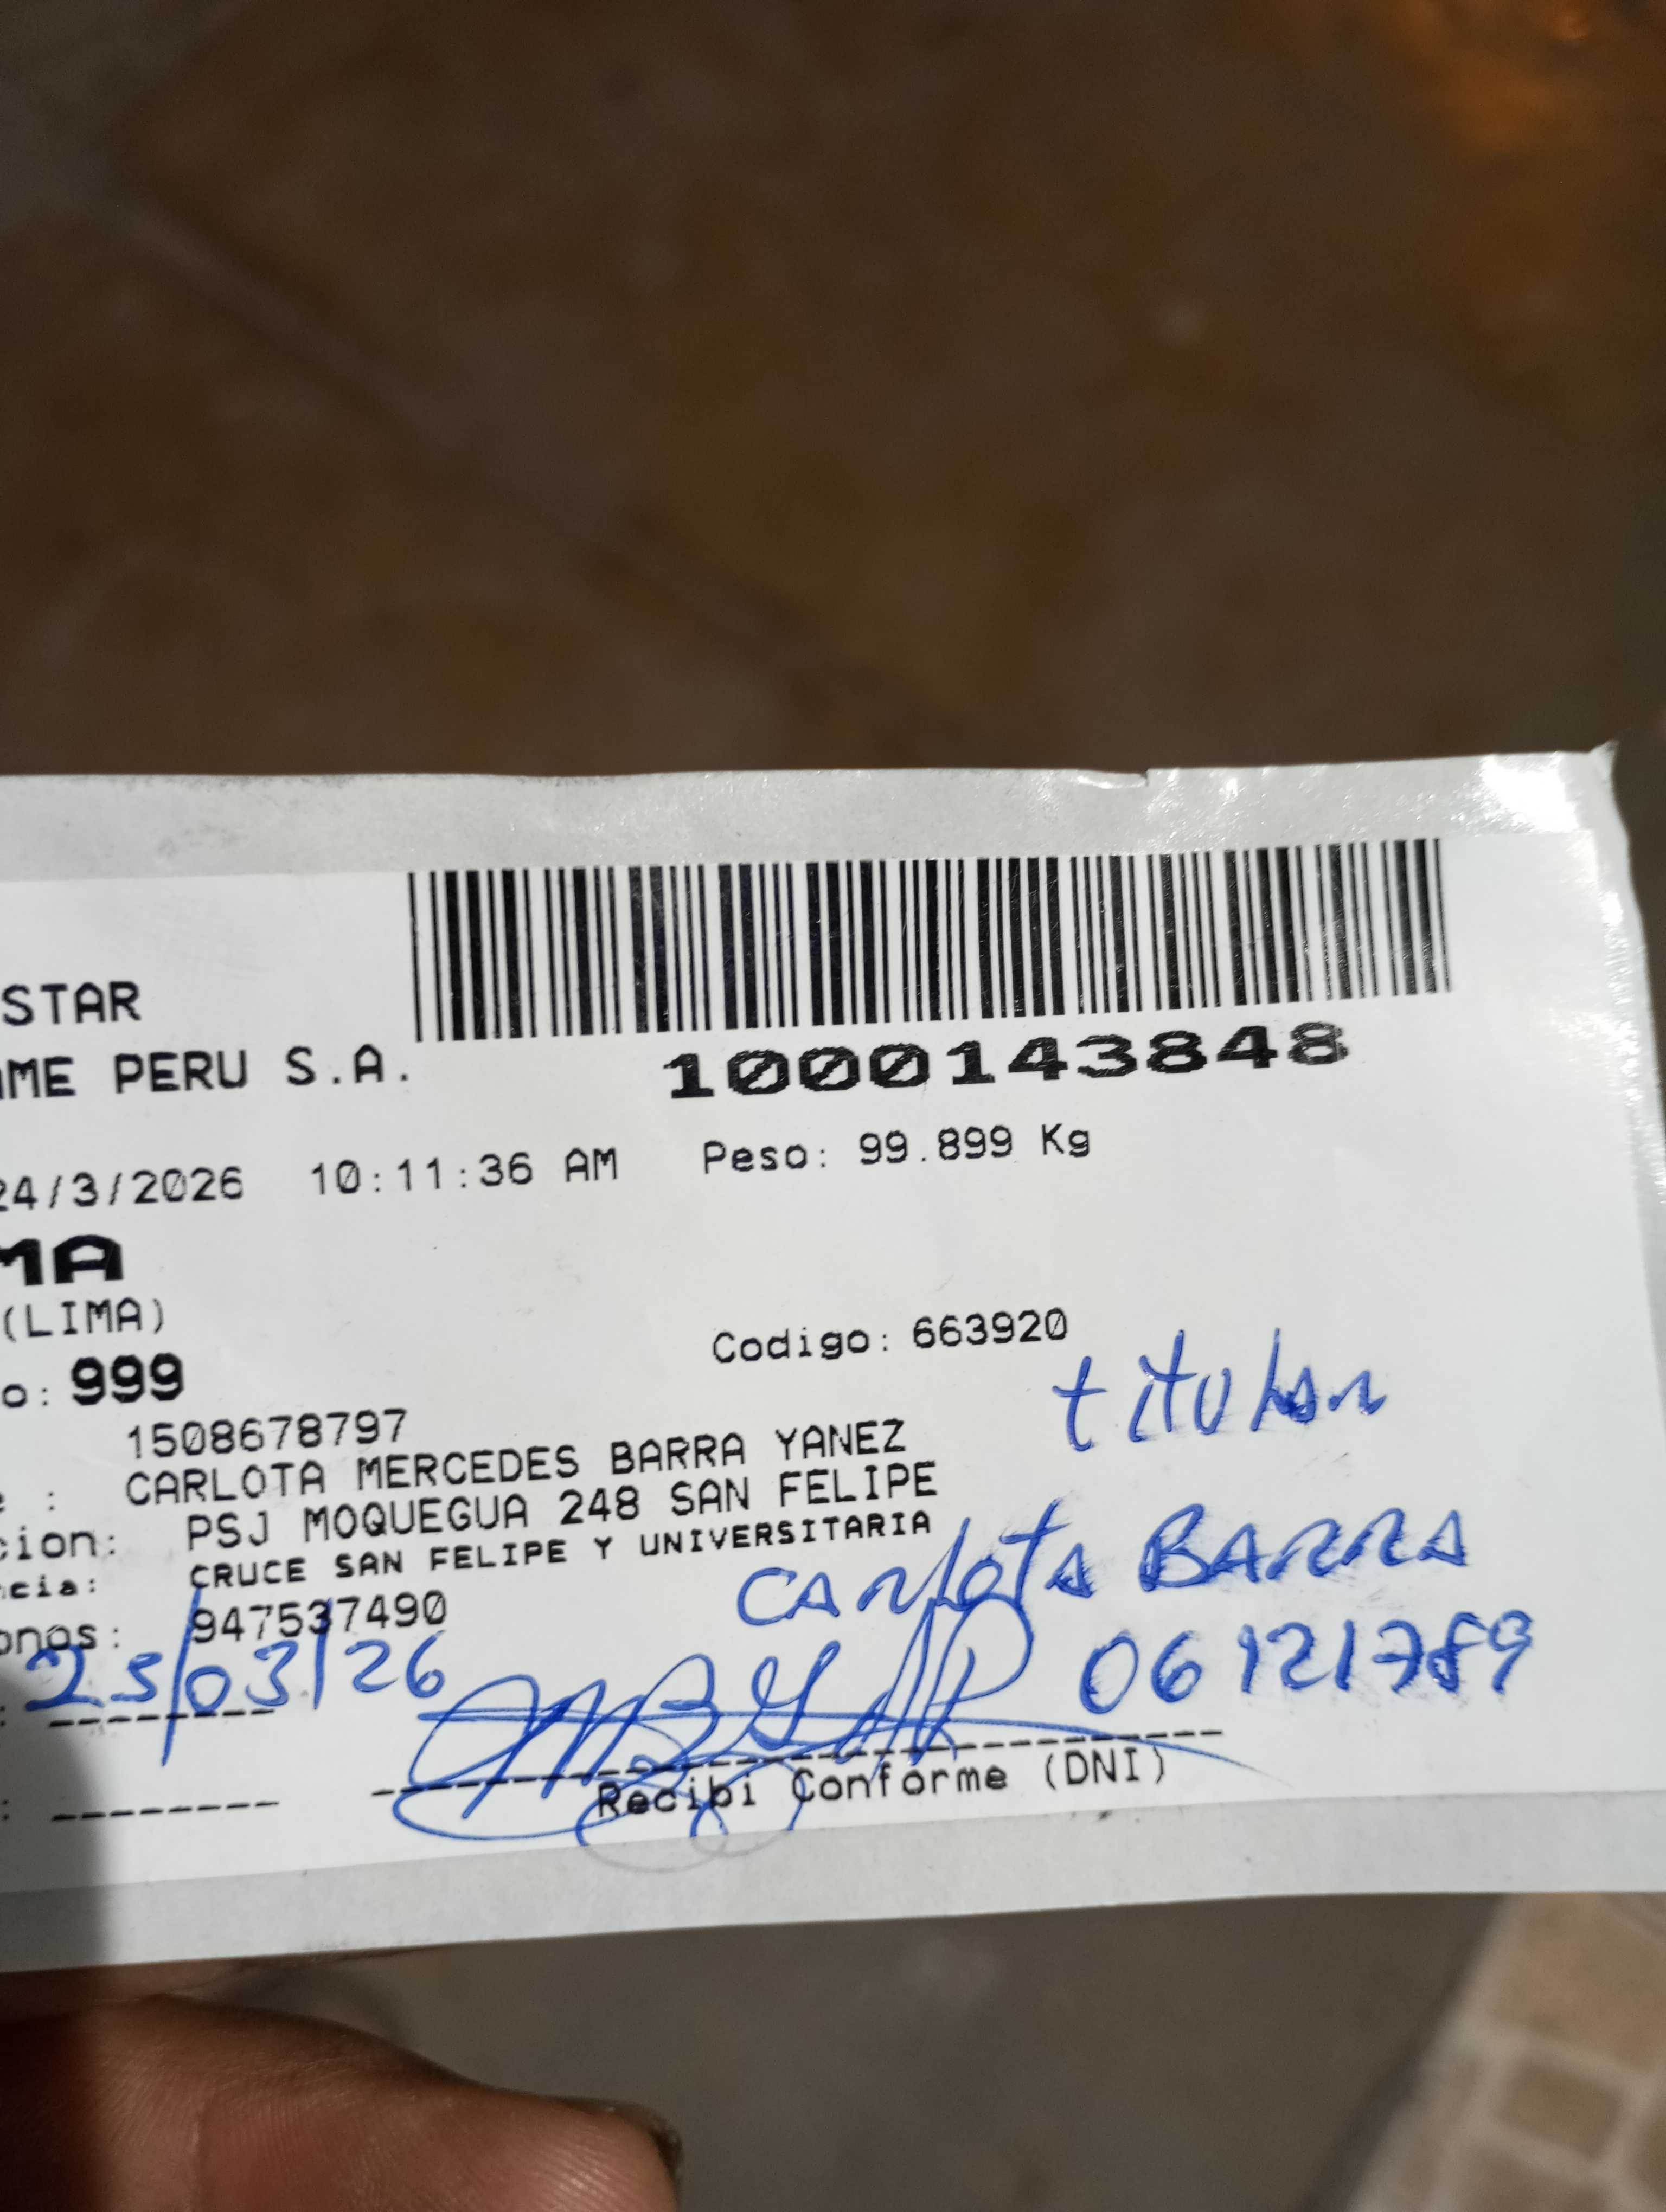 STAR
ME PERU S.A.
1000143848
24/3/2026 10:11:36 AM Peso: 99.899 Kg
MA
(LIMA)
Codigo: 663920
o: 999
titular
1508678797
e : CARLOTA MERCEDES BARRA YANEZ
cion: PSJ MOQUEGUA 248 SAN FELIPE
ncia: CRUCE SAN FELIPE Y UNIVERSITARIA
CARlotA BARRA
onos: 947537490
25/03/26
06121789
Recibi Conforme (DNI)